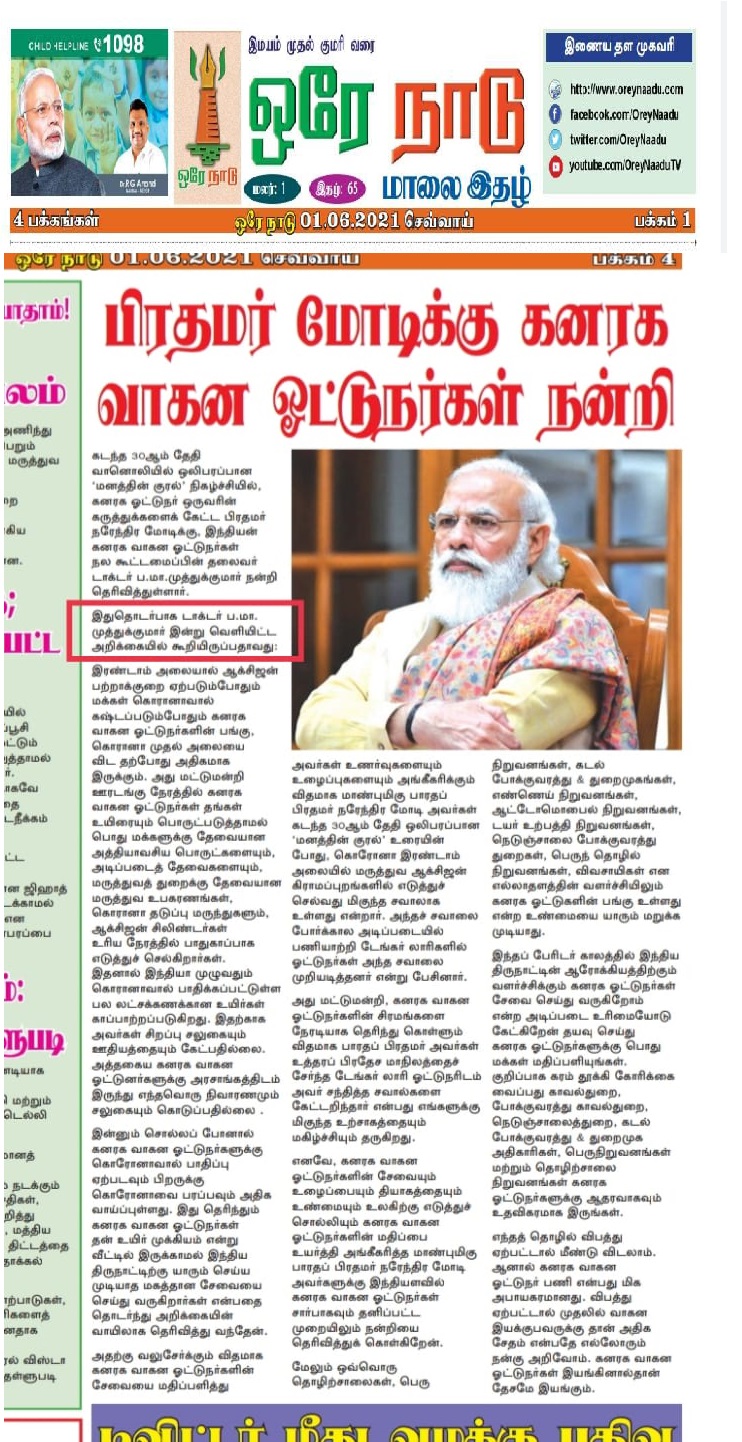 CHILD HELPLINE 1098
Dr.R.G. Anand
ஒரே நாடு
இமயம் முதல் குமரி வரை
ஒரே நாடு
மலர்: 1 இதழ்: 65 மாலை இதழ்
இணைய தள முகவரி
http://www.oreynaadu.com
facebook.com/OreyNaadu
twitter.com/OreyNaadu
youtube.com/OreyNaaduTV
4 பக்கங்கள் ஒரே நாடு 01.06.2021 செவ்வாய் பக்கம் 1
ஒரே நாடு 01.06.2021 செவ்வாய் பக்கம் 4
பிரதமர் மோடிக்கு கனரக
வாகன ஓட்டுநர்கள் நன்றி
கடந்த 30ஆம் தேதி
வானொலியில் ஒலிபரப்பான
‘மனத்தின் குரல்’ நிகழ்ச்சியில்,
கனரக ஓட்டுநர் ஒருவரின்
கருத்துக்களைக் கேட்ட பிரதமர்
நரேந்திர மோடிக்கு, இந்தியன்
கனரக வாகன ஓட்டுநர்கள்
நல கூட்டமைப்பின் தலைவர்
டாக்டர் ப.மா.முத்துக்குமார் நன்றி
தெரிவித்துள்ளார்.
இதுதொடர்பாக டாக்டர் ப.மா.
முத்துக்குமார் இன்று வெளியிட்ட
அறிக்கையில் கூறியிருப்பதாவது:
இரண்டாம் அலையால் ஆக்சிஜன்
பற்றாக்குறை ஏற்படும்போதும்
மக்கள் கொரானாவால்
கஷ்டப்படும்போதும் கனரக
வாகன ஓட்டுநர்களின் பங்கு,
கொரானா முதல் அலையை
விட தற்போது அதிகமாக
இருக்கும். அது மட்டுமன்றி
ஊரடங்கு நேரத்தில் கனரக
வாகன ஓட்டுநர்கள் தங்கள்
உயிரையும் பொருட்படுத்தாமல்
பொது மக்களுக்கு தேவையான
அத்தியாவசிய பொருட்களையும்,
அடிப்படைத் தேவைகளையும்,
மருத்துவத் துறைக்கு தேவையான
மருத்துவ உபகரணங்கள்,
கொரானா தடுப்பு மருந்துகளும்,
ஆக்சிஜன் சிலிண்டர்கள்
உரிய நேரத்தில் பாதுகாப்பாக
எடுத்துச் செல்கிறார்கள்.
இதனால் இந்தியா முழுவதும்
கொரானாவால் பாதிக்கப்பட்டுள்ள
பல லட்சக்கணக்கான உயிர்கள்
காப்பாற்றப்படுகிறது. இதற்காக
அவர்கள் சிறப்பு சலுகையும்
ஊதியத்தையும் கேட்பதில்லை.
அத்தகைய கனரக வாகன
ஓட்டுனர்களுக்கு அரசாங்கத்திடம்
இருந்து எந்தவொரு நிவாரணமும்
சலுகையும் கொடுப்பதில்லை .
இன்னும் சொல்லப் போனால்
கனரக வாகன ஓட்டுநர்களுக்கு
கொரோனாவால் பாதிப்பு
ஏற்படவும் பிறருக்கு
கொரோனாவை பரப்பவும் அதிக
வாய்ப்புள்ளது. இது தெரிந்தும்
கனரக வாகன ஓட்டுநர்கள்
தன் உயிர் முக்கியம் என்று
வீட்டில் இருக்காமல் இந்திய
திருநாட்டிற்கு யாரும் செய்ய
முடியாத மகத்தான சேவையை
செய்து வருகிறார்கள் என்பதை
தொடர்ந்து அறிக்கையின்
வாயிலாக தெரிவித்து வந்தேன்.
அதற்கு வலுசேர்க்கும் விதமாக
கனரக வாகன ஓட்டுநர்களின்
சேவையை மதிப்பளித்து
அவர்கள் உணர்வுகளையும்
உழைப்புகளையும் அங்கீகரிக்கும்
விதமாக மாண்புமிகு பாரதப்
பிரதமர் நரேந்திர மோடி அவர்கள்
கடந்த 30ஆம் தேதி ஒலிபரப்பான
‘மனத்தின் குரல்’ உரையின்
போது, கொரோனா இரண்டாம்
அலையில் மருத்துவ ஆக்சிஜன்
கிராமப்புறங்களில் எடுத்துச்
செல்வது மிகுந்த சவாலாக
உள்ளது என்றார். அந்தச் சவாலை
போர்க்கால அடிப்படையில்
பணியாற்றி டேங்கர் லாரிகளில்
ஓட்டுநர்கள் அந்த சவாலை
முறியடித்தனர் என்று பேசினார்.
அது மட்டுமன்றி, கனரக வாகன
ஓட்டுநர்களின் சிரமங்களை
நேரடியாக தெரிந்து கொள்ளும்
விதமாக பாரதப் பிரதமர் அவர்கள்
உத்தரப் பிரதேச மாநிலத்தைச்
சேர்ந்த டேங்கர் லாரி ஓட்டுநரிடம்
அவர் சந்தித்த சவால்களை
கேட்டறிந்தார் என்பது எங்களுக்கு
மிகுந்த உற்சாகத்தையும்
மகிழ்ச்சியும் தருகிறது.
எனவே, கனரக வாகன
ஓட்டுநர்களின் சேவையும்
உழைப்பையும் தியாகத்தையும்
உண்மையும் உலகிற்கு எடுத்துச்
சொல்லியும் கனரக வாகன
ஓட்டுநர்களின் மதிப்பை
உயர்த்தி அங்கீகரித்த மாண்புமிகு
பாரதப் பிரதமர் நரேந்திர மோடி
அவர்களுக்கு இந்தியளவில்
கனரக வாகன ஓட்டுநர்கள்
சார்பாகவும் தனிப்பட்ட
முறையிலும் நன்றியை
தெரிவித்துக் கொள்கிறேன்.
மேலும் ஒவ்வொரு
தொழிற்சாலைகள், பெரு
நிறுவனங்கள், கடல்
போக்குவரத்து & துறைமுகங்கள்,
எண்ணெய் நிறுவனங்கள்,
ஆட்டோமொபைல் நிறுவனங்கள்,
டயர் உற்பத்தி நிறுவனங்கள்,
நெடுஞ்சாலை போக்குவரத்து
துறைகள், பெருந் தொழில்
நிறுவனங்கள், விவசாயிகள் என
எல்லாதளத்தின் வளர்ச்சியிலும்
கனரக ஓட்டுகளின் பங்கு உள்ளது
என்ற உண்மையை யாரும் மறுக்க
முடியாது.
இந்தப் பேரிடர் காலத்தில் இந்திய
திருநாட்டின் ஆரோக்கியத்திற்கும்
வளர்ச்சிக்கும் கனரக ஓட்டுநர்கள்
சேவை செய்து வருகிறோம்
என்ற அடிப்படை உரிமையோடு
கேட்கிறேன் தயவு செய்து
கனரக ஓட்டுநர்களுக்கு பொது
மக்கள் மதிப்பளியுங்கள்.
குறிப்பாக கரம் தூக்கி கோரிக்கை
வைப்பது காவல்துறை,
போக்குவரத்து காவல்துறை,
நெடுஞ்சாலைத்துறை, கடல்
போக்குவரத்து & துறைமுக
அதிகாரிகள், பெருநிறுவனங்கள்
மற்றும் தொழிற்சாலை
நிறுவனங்கள் கனரக
ஓட்டுநர்களுக்கு ஆதரவாகவும்
உதவிகரமாக இருங்கள்.
எந்தத் தொழில் விபத்து
ஏற்பட்டால் மீண்டு விடலாம்.
ஆனால் கனரக வாகன
ஓட்டுநர் பணி என்பது மிக
அபாயகரமானது. விபத்து
ஏற்பட்டால் முதலில் வாகன
இயக்குபவருக்கு தான் அதிக
சேதம் என்பதே எல்லோரும்
நன்கு அறிவோம். கனரக வாகன
ஓட்டுநர்கள் இயங்கினால்தான்
தேசமே இயங்கும்.